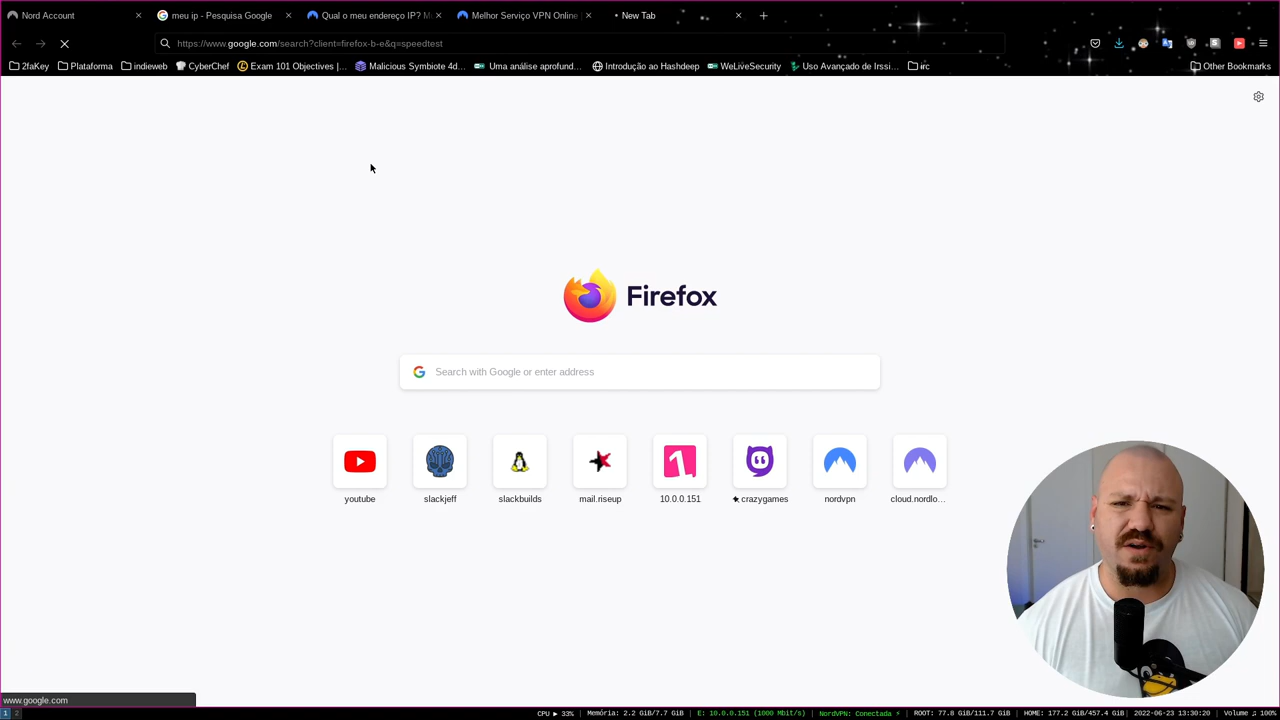 Nord Account
meu ip - Pesquisa Google
Qual o meu endereço IP? M
Melhor Serviço VPN Online
New Tab
https://www.google.com/search?client=firefox-b-e&q=speedtest
2faKey
Plataforma
indieweb
CyberChef
Exam 101 Objectives |…
Malicious Symbiote 4d…
Uma análise aprofund…
Introdução ao Hashdeep
WeLiveSecurity
Uso Avançado de Irssi…
irc
Other Bookmarks
Firefox
Search with Google or enter address
youtube
slackjeff
slackbuilds
mail.riseup
10.0.0.151
crazygames
nordvpn
cloud.nordlo…
www.google.com
1 2 CPU ▶ 33% Memória: 2.2 GiB/7.7 GiB E: 10.0.0.151 (1000 Mbit/s) NordVPN: Conectada ⚡ ROOT: 77.8 GiB/111.7 GiB HOME: 177.2 GiB/457.4 GiB 2022-06-23 13:30:20 Volume ♫ 100%